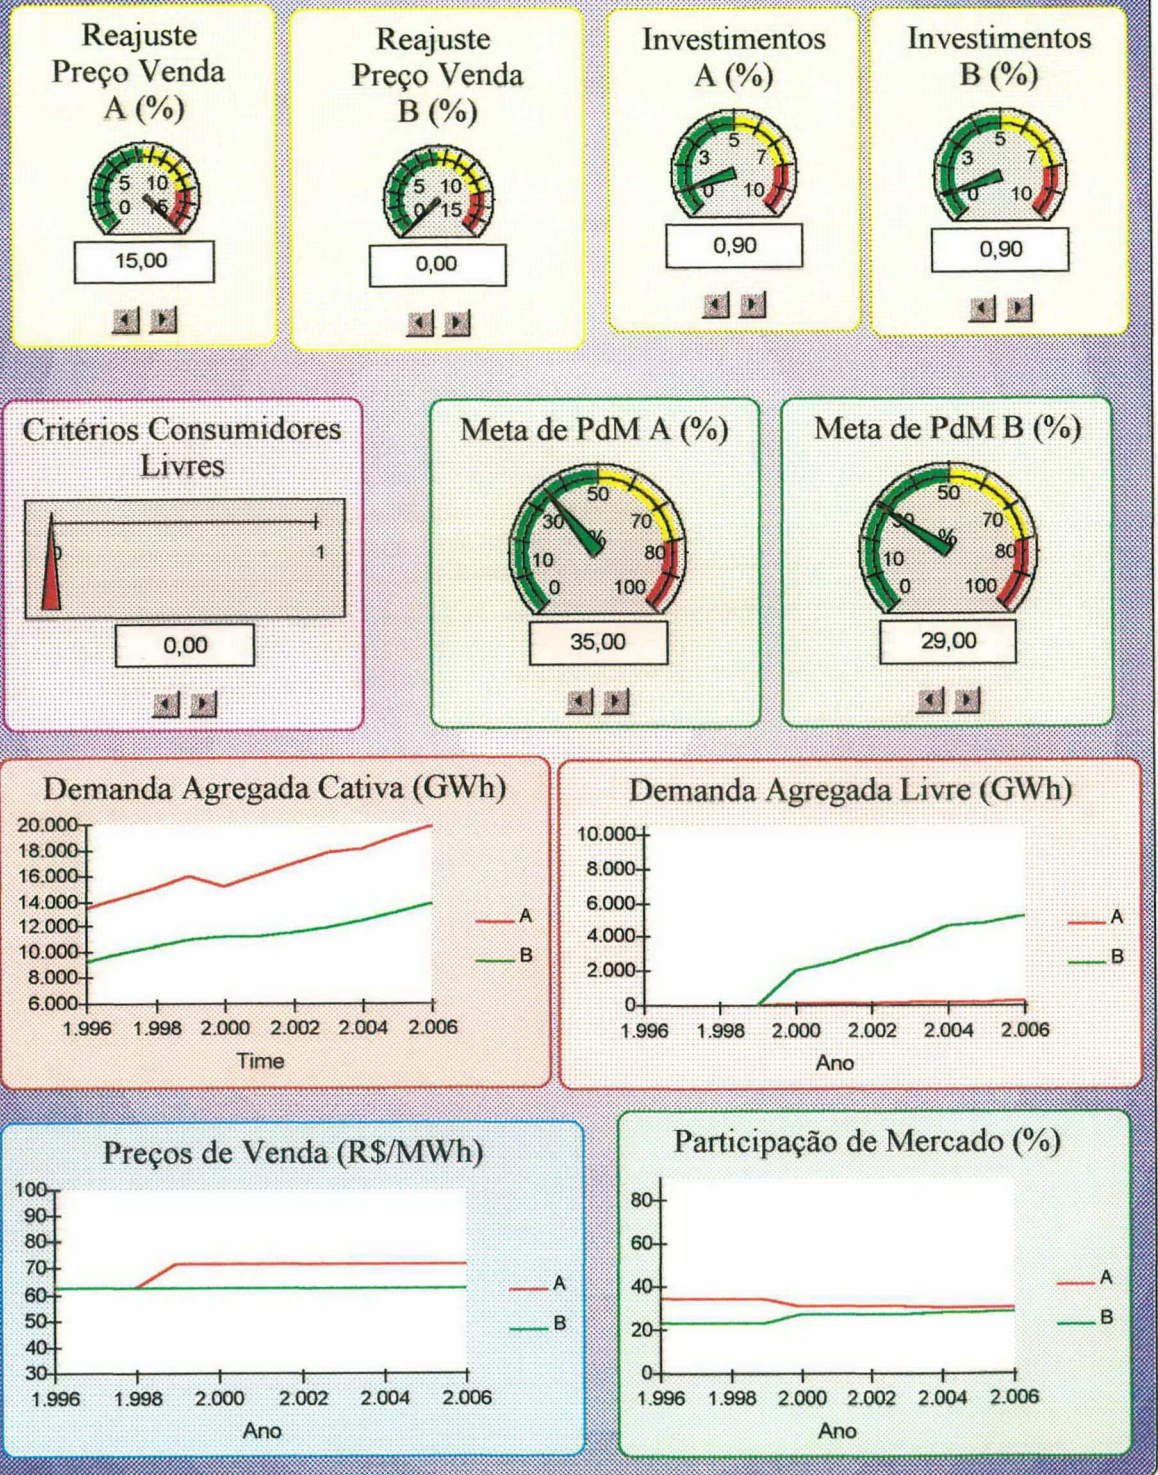 Reajuste
Preço Venda
A (%)
0 5 10 15
15,00
Reajuste
Preço Venda
B (%)
0 5 10 15
0,00
Investimentos
A (%)
0 3 5 7 10
0,90
Investimentos
B (%)
0 3 5 7 10
0,90
Critérios Consumidores
Livres
0 1
0,00
Meta de PdM A (%)
0 10 30 50 70 80 100
%
35,00
Meta de PdM B (%)
0 10 30 50 70 80 100
%
29,00
Demanda Agregada Cativa (GWh)
20.000
18.000
16.000
14.000
12.000
10.000
8.000
6.000
1.996 1.998 2.000 2.002 2.004 2.006
Time
A
B
Demanda Agregada Livre (GWh)
10.000
8.000
6.000
4.000
2.000
0
1.996 1.998 2.000 2.002 2.004 2.006
Ano
A
B
Preços de Venda (R$/MWh)
100
90
80
70
60
50
40
30
1.996 1.998 2.000 2.002 2.004 2.006
Ano
A
B
Participação de Mercado (%)
80
60
40
20
0
1.996 1.998 2.000 2.002 2.004 2.006
Ano
A
B